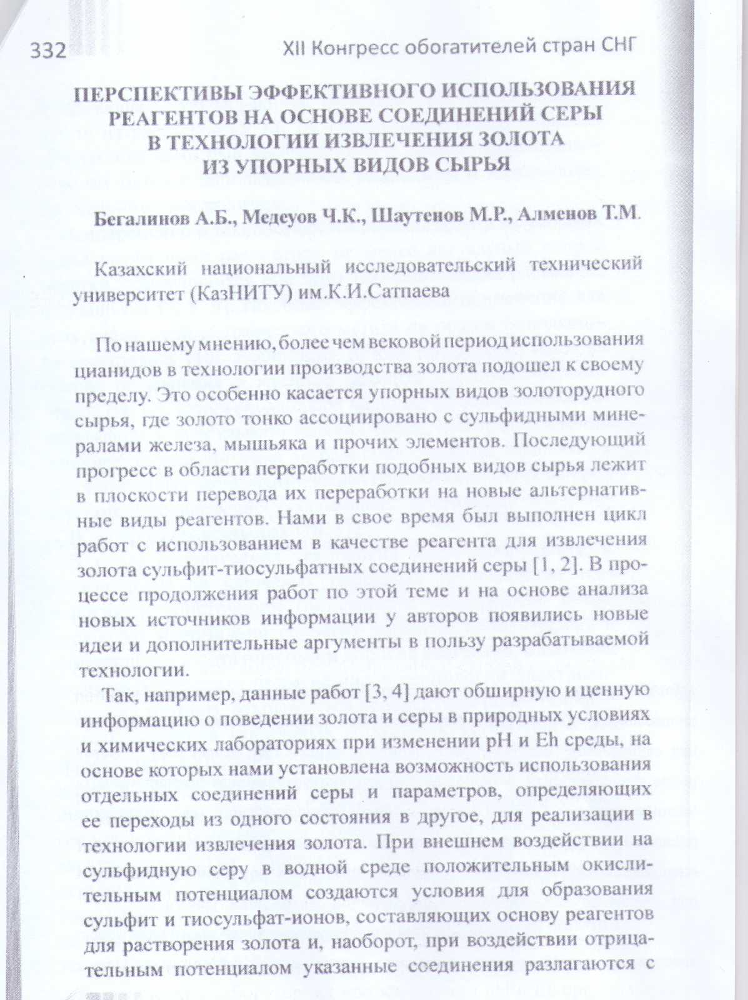 332
XII Конгресс обогатителей стран СНГ
ПЕРСПЕКТИВЫ ЭФФЕКТИВНОГО ИСПОЛЬЗОВАНИЯ
РЕАГЕНТОВ НА ОСНОВЕ СОЕДИНЕНИЙ СЕРЫ
В ТЕХНОЛОГИИ ИЗВЛЕЧЕНИЯ ЗОЛОТА
ИЗ УПОРНЫХ ВИДОВ СЫРЬЯ
Бегалинов А.Б., Медеуов Ч.К., Шаутенов М.Р., Алменов Т.М.
Казахский национальный исследовательский технический
университет (КазНИТУ) им.К.И.Сатпаева
По нашему мнению, более чем вековой период использования
цианидов в технологии производства золота подошел к своему
пределу. Это особенно касается упорных видов золоторудного
сырья, где золото тонко ассоциировано с сульфидными мине-
ралами железа, мышьяка и прочих элементов. Последующий
прогресс в области переработки подобных видов сырья лежит
в плоскости перевода их переработки на новые альтернатив-
ные виды реагентов. Нами в свое время был выполнен цикл
работ с использованием в качестве реагента для извлечения
золота сульфит-тиосульфатных соединений серы [1, 2]. В про-
цессе продолжения работ по этой теме и на основе анализа
новых источников информации у авторов появились новые
идеи и дополнительные аргументы в пользу разрабатываемой
технологии.
Так, например, данные работ [3, 4] дают обширную и ценную
информацию о поведении золота и серы в природных условиях
и химических лабораториях при изменении pH и Eh среды, на
основе которых нами установлена возможность использования
отдельных соединений серы и параметров, определяющих
ее переходы из одного состояния в другое, для реализации в
технологии извлечения золота. При внешнем воздействии на
сульфидную серу в водной среде положительным окисли-
тельным потенциалом создаются условия для образования
сульфит и тиосульфат-ионов, составляющих основу реагентов
для растворения золота и, наоборот, при воздействии отрица-
тельным потенциалом указанные соединения разлагаются с